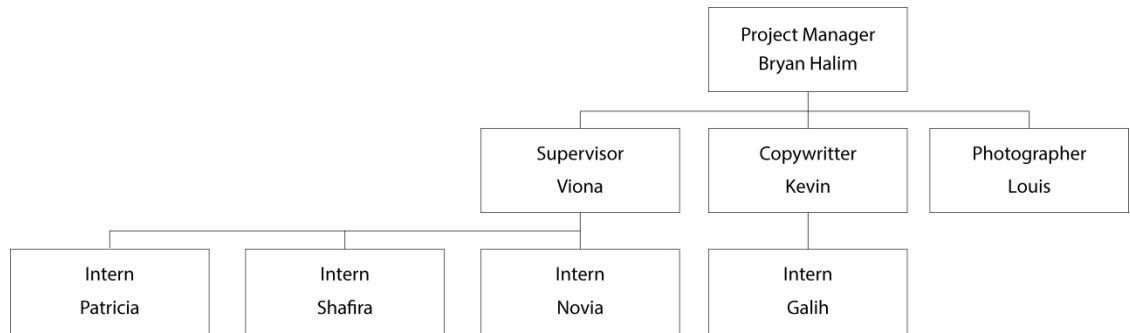 Project Manager
Bryan Halim
Supervisor
Viona
Copywritter
Kevin
Photographer
Louis
Intern
Patricia
Intern
Shafira
Intern
Novia
Intern
Galih